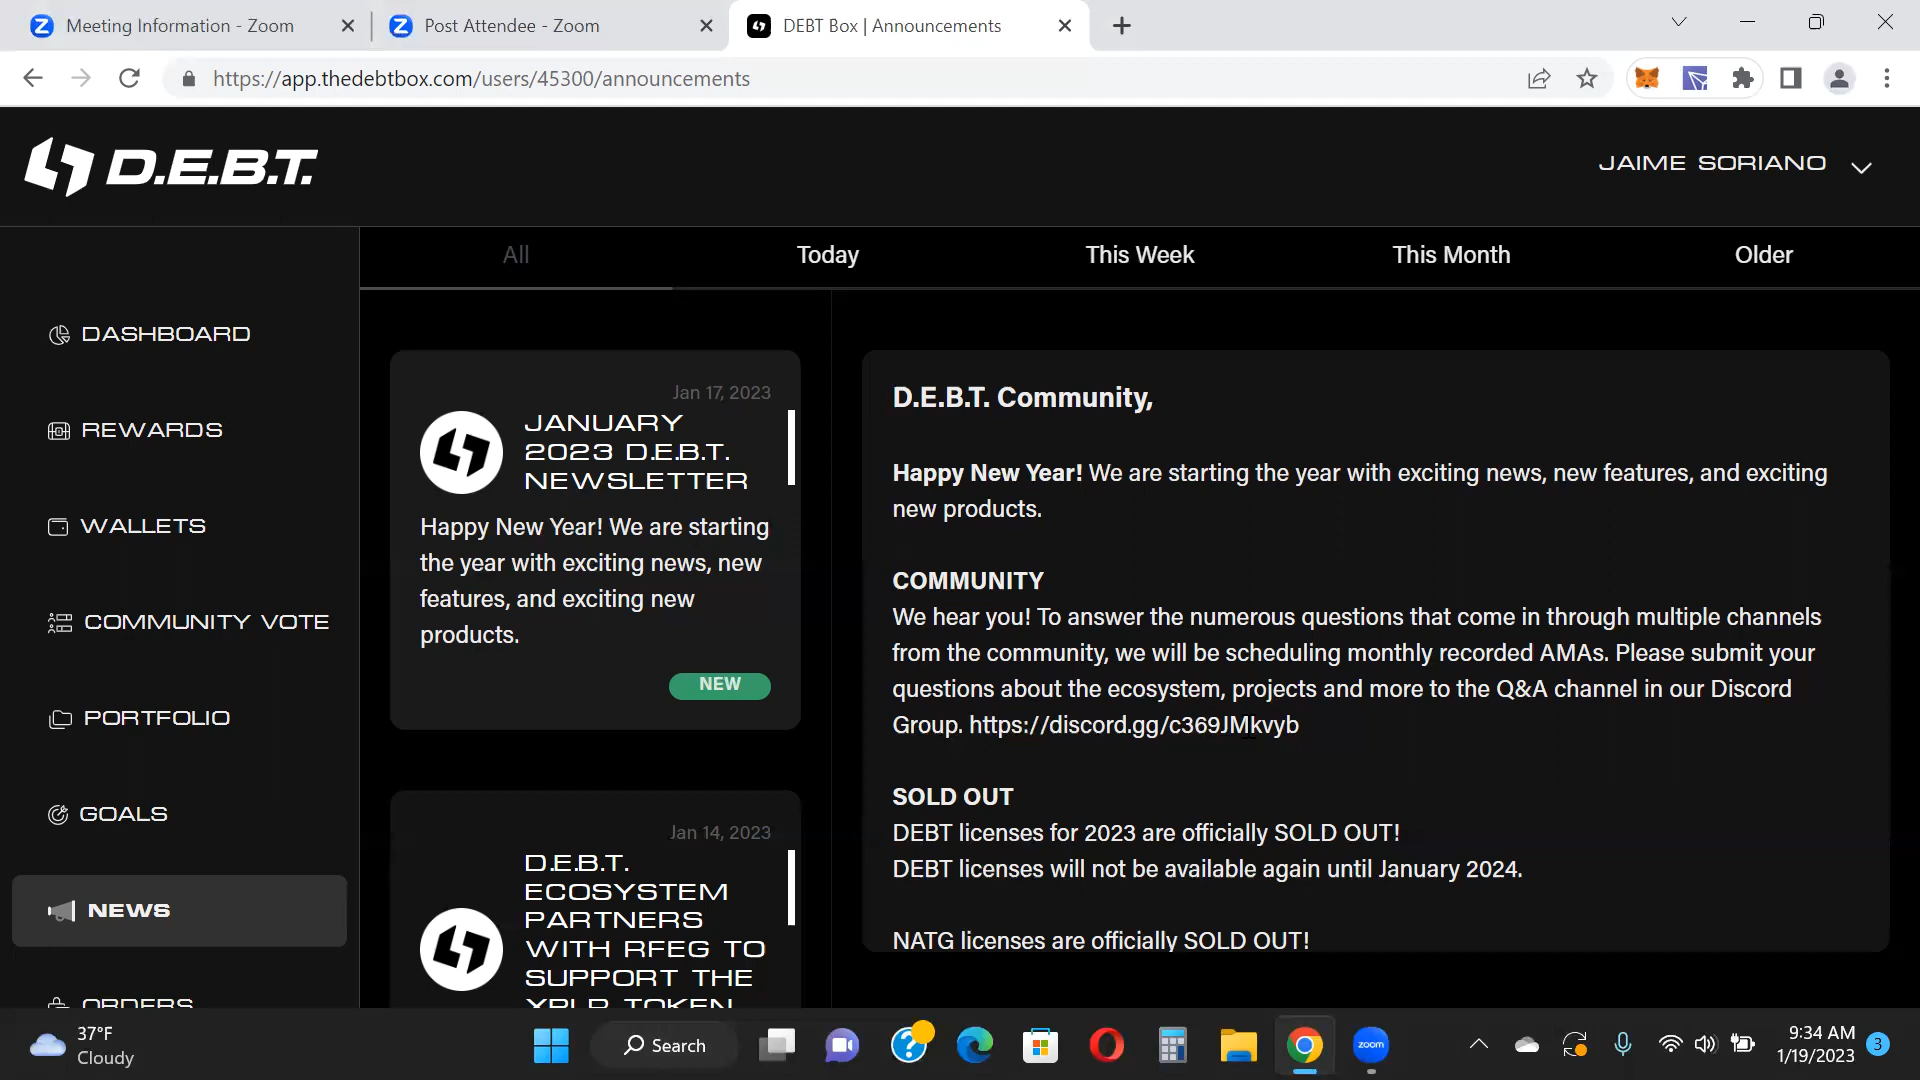 Meeting Information - Zoom
Post Attendee - Zoom
DEBT Box | Announcements
https://app.thedebtbox.com/users/45300/announcements
D.E.B.T.
JAIME SORIANO
All
Today
This Week
This Month
Older
DASHBOARD
REWARDS
WALLETS
COMMUNITY VOTE
PORTFOLIO
GOALS
NEWS
ORDERS
Jan 17, 2023
JANUARY
2023 D.E.B.T.
NEWSLETTER
Happy New Year! We are starting
the year with exciting news, new
features, and exciting new
products.
NEW
Jan 14, 2023
D.E.B.T.
ECOSYSTEM
PARTNERS
WITH RFEG TO
SUPPORT THE
XPLR TOKEN
D.E.B.T. Community,
Happy New Year! We are starting the year with exciting news, new features, and exciting
new products.
COMMUNITY
We hear you! To answer the numerous questions that come in through multiple channels
from the community, we will be scheduling monthly recorded AMAs. Please submit your
questions about the ecosystem, projects and more to the Q&A channel in our Discord
Group. https://discord.gg/c369JMkvyb
SOLD OUT
DEBT licenses for 2023 are officially SOLD OUT!
DEBT licenses will not be available again until January 2024.
NATG licenses are officially SOLD OUT!
37°F
Cloudy
Search
zoom
9:34 AM
1/19/2023
3